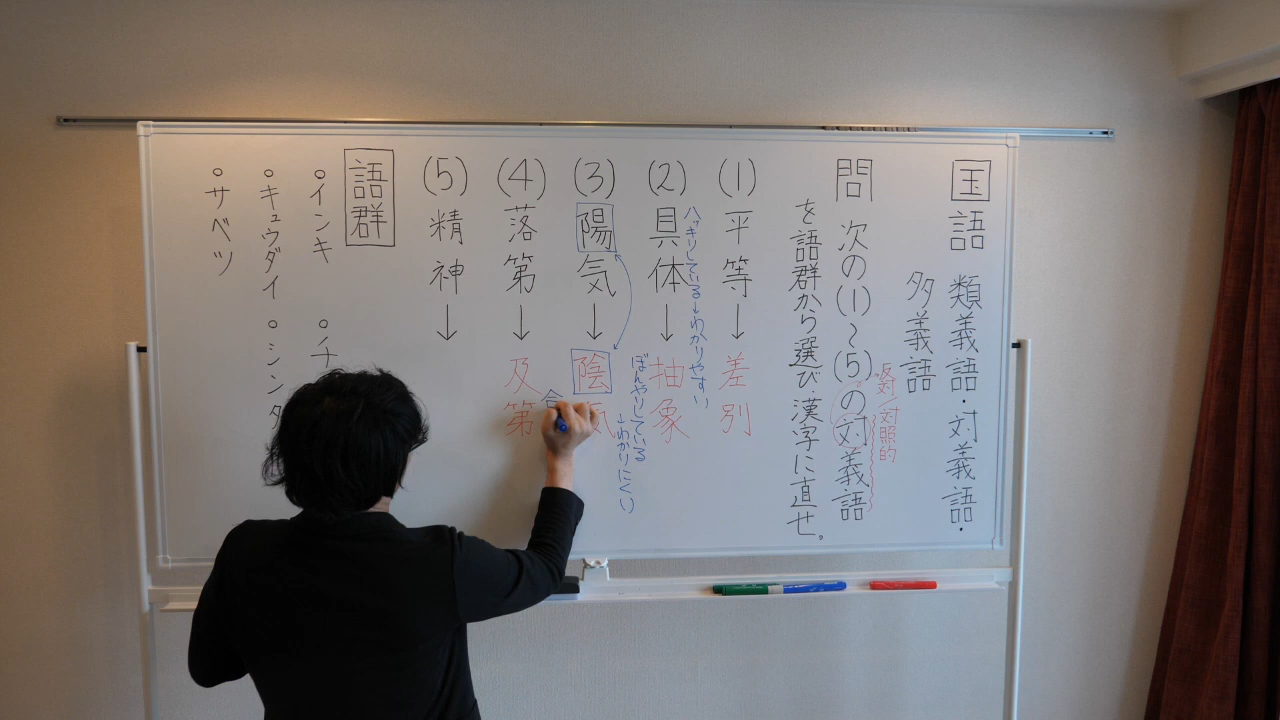 国語 類義語・対義語・
多義語
反対/対照的
問 次の(1)〜(5)の対義語
を語群から選び漢字に直せ。
(1)平等→差別
ハッキリしている→わかりやすい
(2)具体→抽象
ぼんやりしている
→わかりにくい
(3)陽気→陰気
合
(4)落第→及第
(5)精神→
語群
○インキ
○キュウダイ ○シンタ
○サベツ